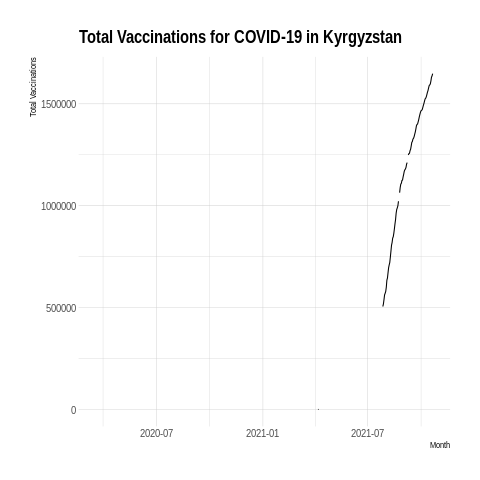 Total Vaccinations for COVID-19 in Kyrgyzstan
Total Vaccinations
1500000
1000000
500000
0
2020-07 2021-01 2021-07
Month